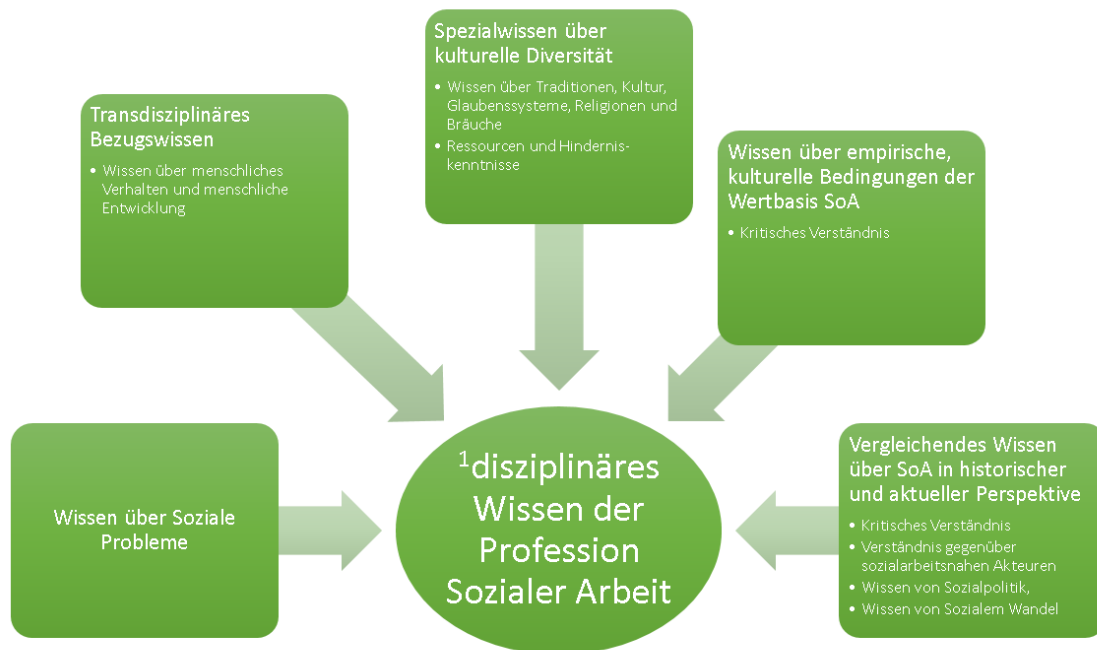 Spezialwissen über
kulturelle Diversität
• Wissen über Traditionen, Kultur,
Glaubenssysteme, Religionen und
Bräuche
• Ressourcen und Hindernis-
kenntnisse
Transdisziplinäres
Bezugswissen
• Wissen über menschliches
Verhalten und menschliche
Entwicklung
Wissen über empirische,
kulturelle Bedingungen der
Wertbasis SoA
• Kritisches Verständnis
Wissen über Soziale
Probleme
¹disziplinäres
Wissen der
Profession
Sozialer Arbeit
Vergleichendes Wissen
über SoA in historischer
und aktueller Perspektive
• Kritisches Verständnis
• Verständnis gegenüber
sozialarbeitsnahen Akteuren
• Wissen von Sozialpolitik,
• Wissen von Sozialem Wandel